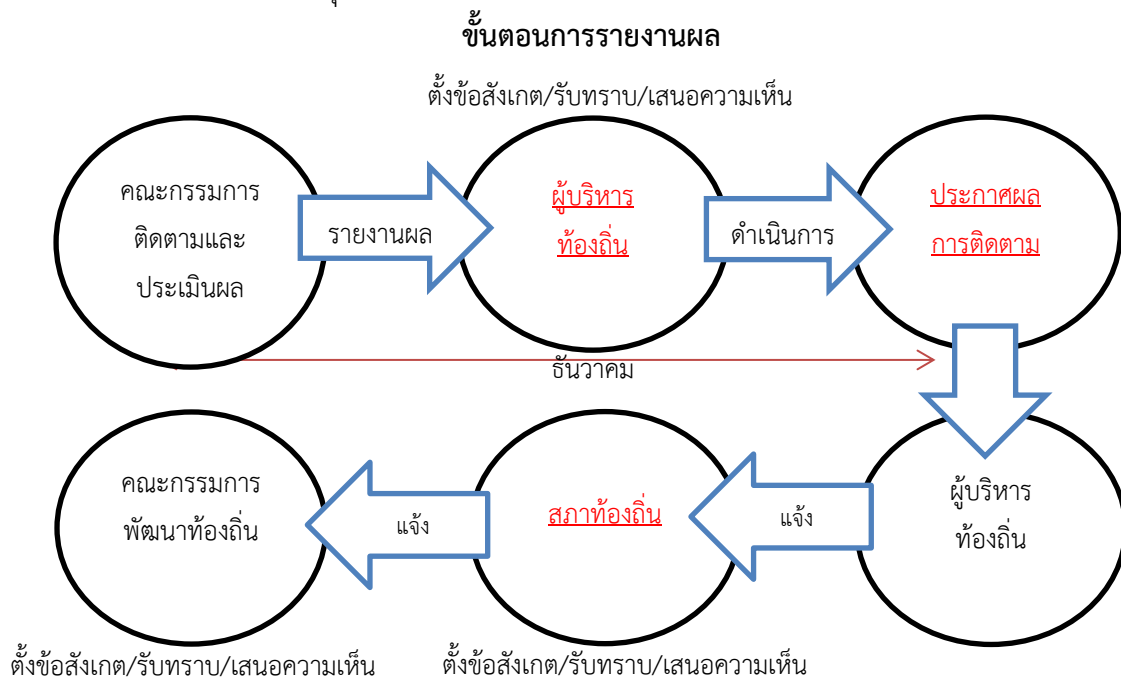 ขั้นตอนการรายงานผล
ตั้งข้อสังเกต/รับทราบ/เสนอความเห็น
คณะกรรมการ
ติดตามและ
ประเมินผล
รายงานผล
ผู้บริหาร
ท้องถิ่น
ดำเนินการ
ประกาศผล
การติดตาม
ธันวาคม
ผู้บริหาร
ท้องถิ่น
แจ้ง
สภาท้องถิ่น
แจ้ง
คณะกรรมการ
พัฒนาท้องถิ่น
ตั้งข้อสังเกต/รับทราบ/เสนอความเห็น
ตั้งข้อสังเกต/รับทราบ/เสนอความเห็น